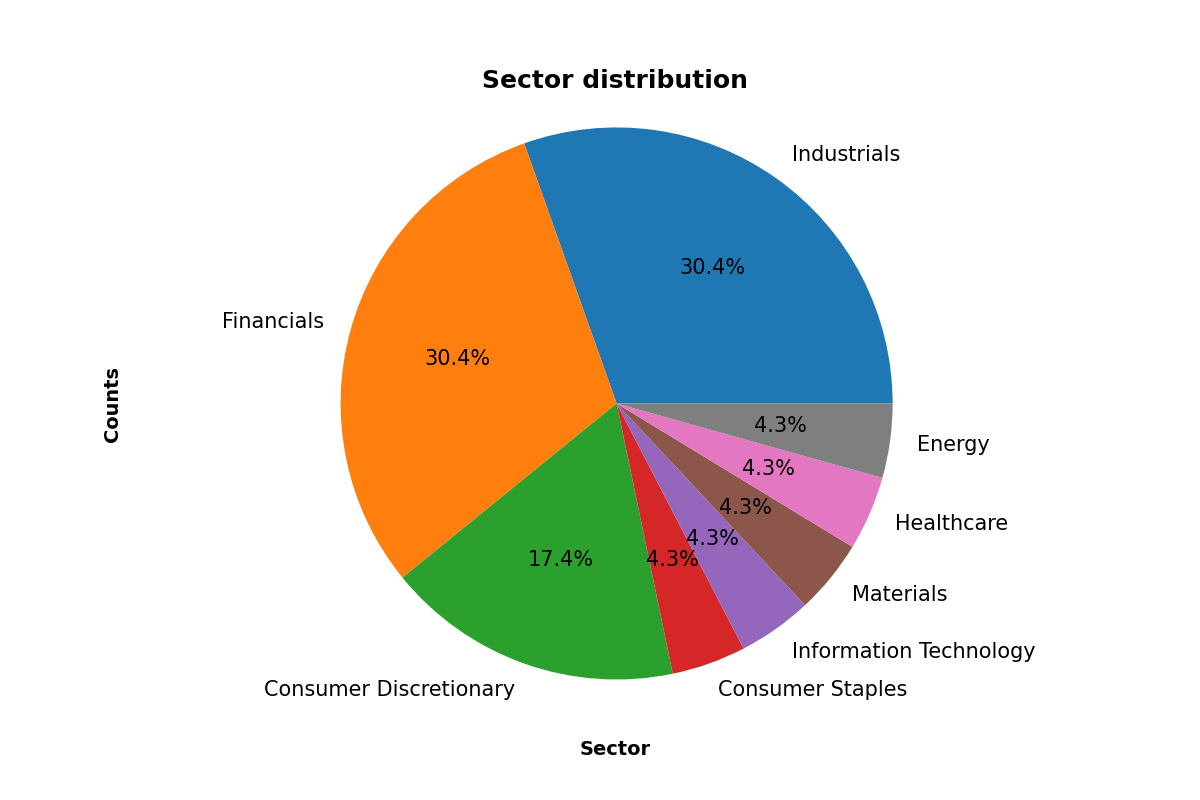 Sector distribution
Industrials
30.4%
Financials
30.4%
Counts
4.3%
Energy
4.3%
Healthcare
4.3%
4.3%
17.4%
4.3%
Materials
Information Technology
Consumer Discretionary
Consumer Staples
Sector